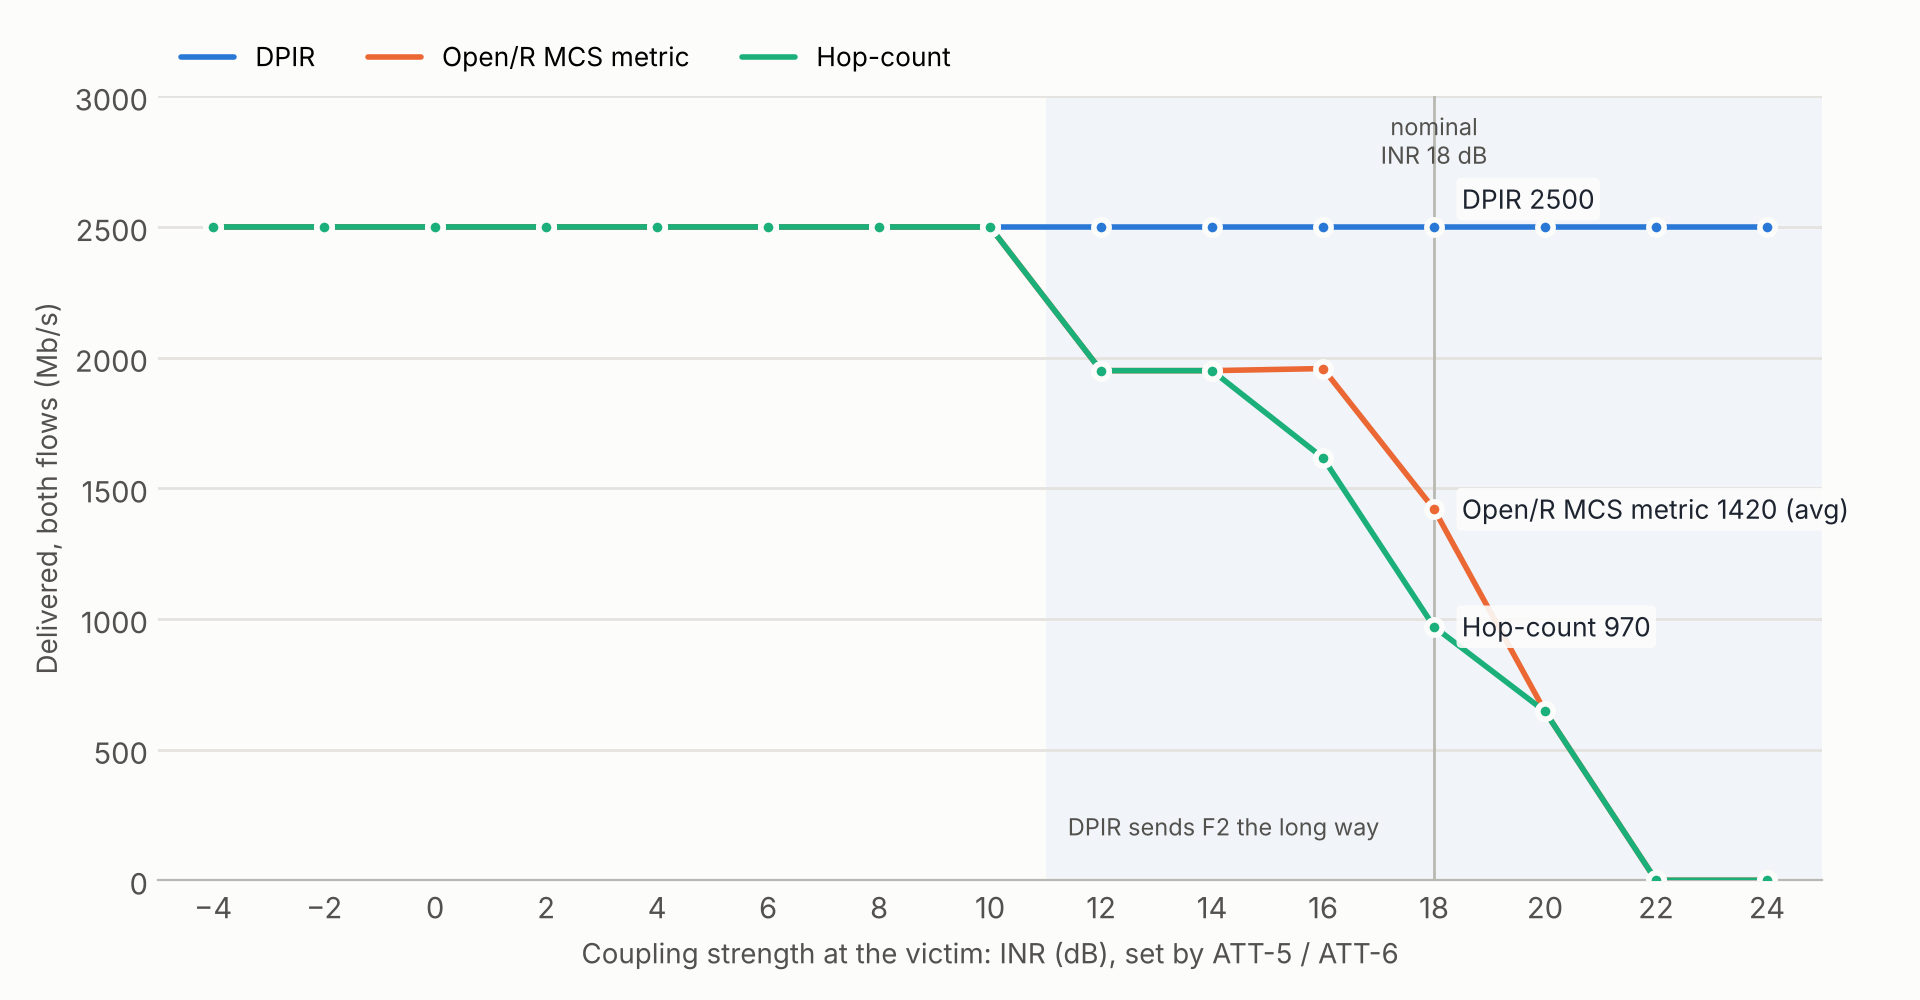 DPIR
Open/R MCS metric
Hop-count
3000
2500
2000
1500
1000
500
0
Delivered, both flows (Mb/s)
nominal
INR 18 dB
DPIR 2500
Open/R MCS metric 1420 (avg)
Hop-count 970
DPIR sends F2 the long way
−4 −2 0 2 4 6 8 10 12 14 16 18 20 22 24
Coupling strength at the victim: INR (dB), set by ATT-5 / ATT-6